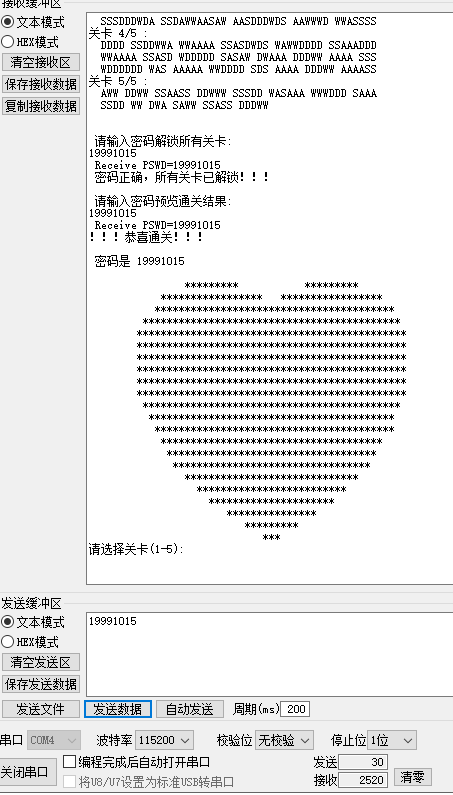 接收缓冲区
文本模式
HEX模式
清空接收区
保存接收数据
复制接收数据
SSSDDDWDA SSDAWWAASAW AASDDDWDS AAWWWD WWASSSS
关卡 4/5 :
DDDD SSDDWWA WWAAAA SSASDWDS WAWWDDDD SSAAADDD
WWAAAA SSASD WDDDDD SASAW DWAAA DDDWW AAAA SSS
WDDDDDD WAS AAAAA WWDDDD SDS AAAA DDDWW AAAASS
关卡 5/5 :
AWW DDWW SSAASS DDWWW SSSDD WASAAA WWWDDD SAAA
SSDD WW DWA SAWW SSASS DDDWW
请输入密码解锁所有关卡:
19991015
Receive PSWD=19991015
密码正确，所有关卡已解锁！！！
请输入密码预览通关结果:
19991015
Receive PSWD=19991015
！！！恭喜通关！！！
密码是 19991015
********* *********
***************** *****************
****************************************
*******************************************
*********************************************
*********************************************
*********************************************
*********************************************
*********************************************
*********************************************
*******************************************
*****************************************
***************************************
*************************************
***********************************
*********************************
*****************************
*************************
*********************
***************
*********
***
请选择关卡(1-5):
发送缓冲区
文本模式
HEX模式
清空发送区
保存发送数据
19991015
发送文件 发送数据 自动发送 周期(ms) 200
串口 COM4 波特率 115200 校验位 无校验 停止位 1位
关闭串口
编程完成后自动打开串口
将U8/U7设置为标准USB转串口
发送 30
接收 2520
清零